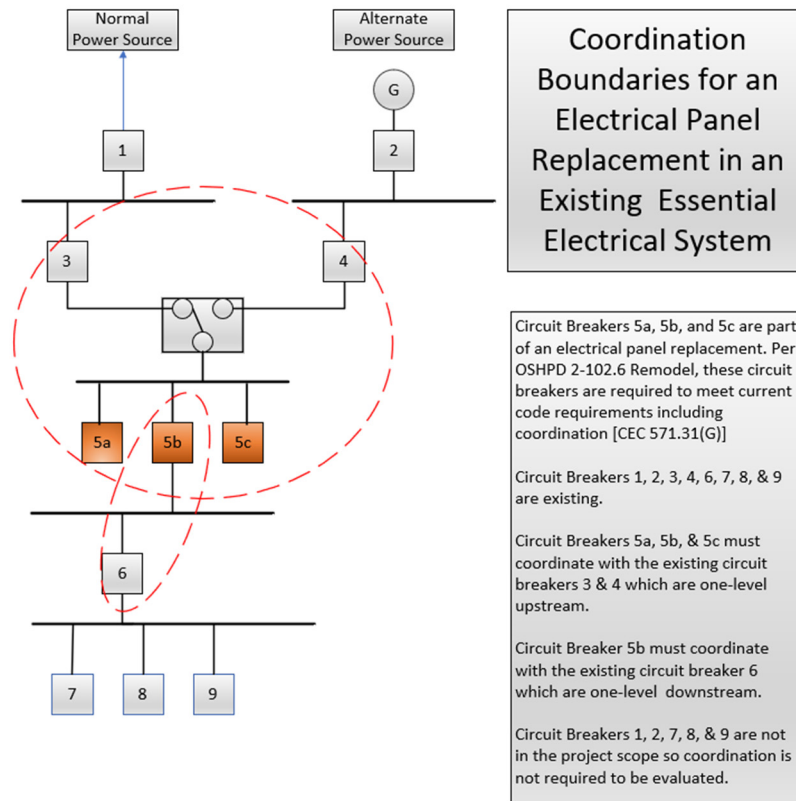 Normal
Power Source
Alternate
Power Source
G
1
2
3
4
5a
5b
5c
6
7
8
9
Coordination
Boundaries for an
Electrical Panel
Replacement in an
Existing Essential
Electrical System
Circuit Breakers 5a, 5b, and 5c are part
of an electrical panel replacement. Per
OSHPD 2-102.6 Remodel, these circuit
breakers are required to meet current
code requirements including
coordination [CEC 571.31(G)]
Circuit Breakers 1, 2, 3, 4, 6, 7, 8, & 9
are existing.
Circuit Breakers 5a, 5b, & 5c must
coordinate with the existing circuit
breakers 3 & 4 which are one-level
upstream.
Circuit Breaker 5b must coordinate
with the existing circuit breaker 6
which are one-level downstream.
Circuit Breakers 1, 2, 7, 8, & 9 are not
in the project scope so coordination is
not required to be evaluated.